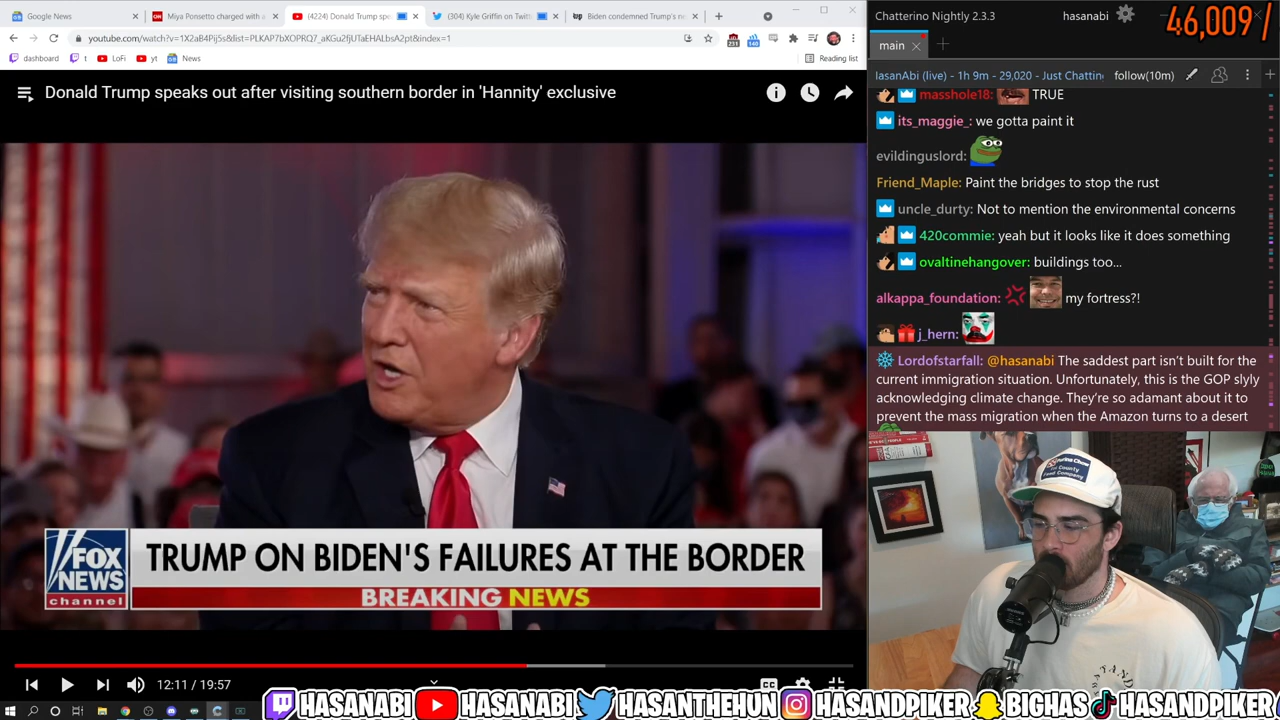 Google News
Miya Ponsetto charged with a
(4224) Donald Trump spe
(304) Kyle Griffin on Twitt
Biden condemned Trump's ne
youtube.com/watch?v=1X2aB4Pij5s&list=PLKAP7bXOPRQ7_aKGu2fjUTaEHALbsA2pt&index=1
231
140
dashboard
t
LoFi
yt
News
Reading list
Donald Trump speaks out after visiting southern border in 'Hannity' exclusive
FOX
NEWS
channel
TRUMP ON BIDEN'S FAILURES AT THE BORDER
BREAKING NEWS
12:11 / 19:57
Chatterino Nightly 2.3.3
hasanabi
46,009 /
main
IasanAbi (live) - 1h 9m - 29,020 - Just Chattin
follow(10m)
masshole18: TRUE
its_maggie_: we gotta paint it
evildinguslord:
Friend_Maple: Paint the bridges to stop the rust
uncle_durty: Not to mention the environmental concerns
420commie: yeah but it looks like it does something
ovaltinehangover: buildings too...
alkappa_foundation: my fortress?!
j_hern:
Lordofstarfall: @hasanabi The saddest part isn't built for the
current immigration situation. Unfortunately, this is the GOP slyly
acknowledging climate change. They're so adamant about it to
prevent the mass migration when the Amazon turns to a desert
HASANABI HASANABI HASANTHEHUN HASANDPIKER BIGHAS HASANDPIKER